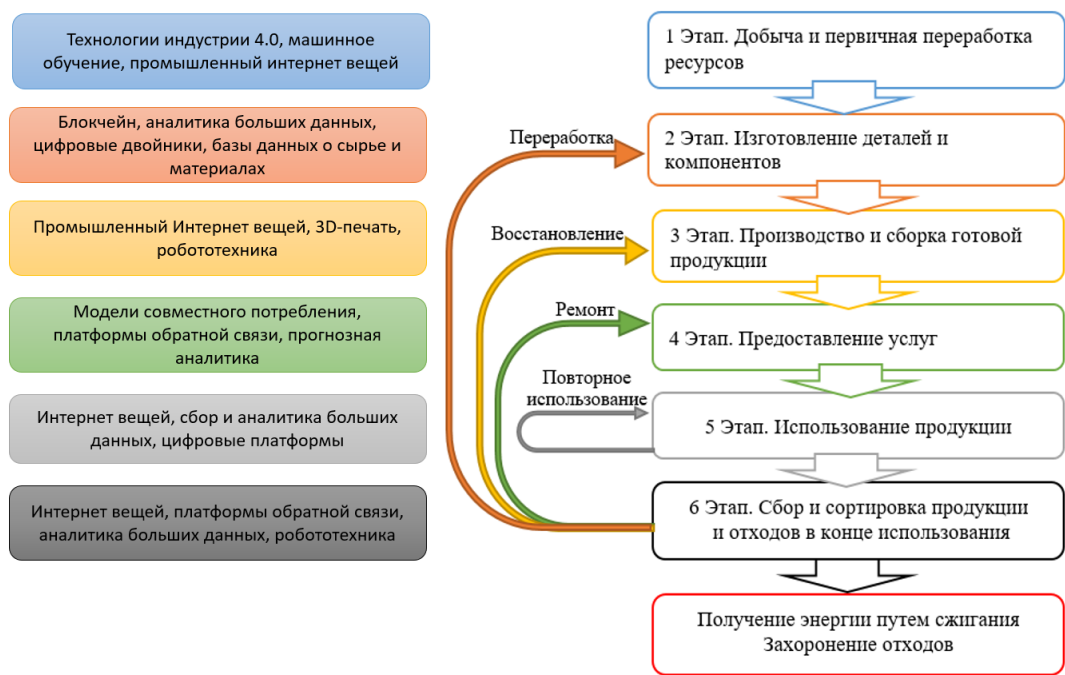 Технологии индустрии 4.0, машинное
обучение, промышленный интернет вещей
Блокчейн, аналитика больших данных,
цифровые двойники, базы данных о сырье и
материалах
Промышленный Интернет вещей, 3D-печать,
робототехника
Модели совместного потребления,
платформы обратной связи, прогнозная
аналитика
Интернет вещей, сбор и аналитика больших
данных, цифровые платформы
Интернет вещей, платформы обратной связи,
аналитика больших данных, робототехника
Переработка
Восстановление
Ремонт
Повторное
использование
1 Этап. Добыча и первичная переработка
ресурсов
2 Этап. Изготовление деталей и
компонентов
3 Этап. Производство и сборка готовой
продукции
4 Этап. Предоставление услуг
5 Этап. Использование продукции
6 Этап. Сбор и сортировка продукции
и отходов в конце использования
Получение энергии путем сжигания
Захоронение отходов